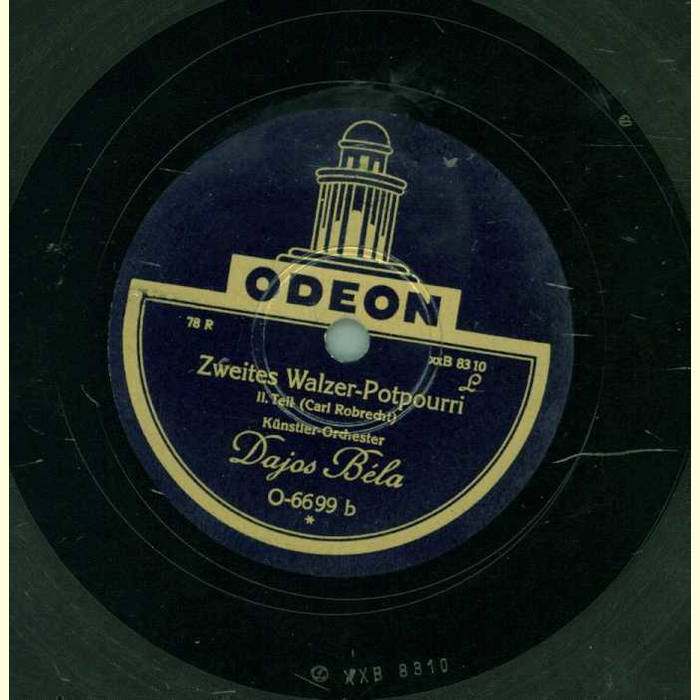 ODEON
78 R
xxB 8310
L
Zweites Walzer-Potpourri
II. Teil (Carl Robrecht)
Künstler-Orchester
Dajos Béla
O-6699 b
*
XXB 8310